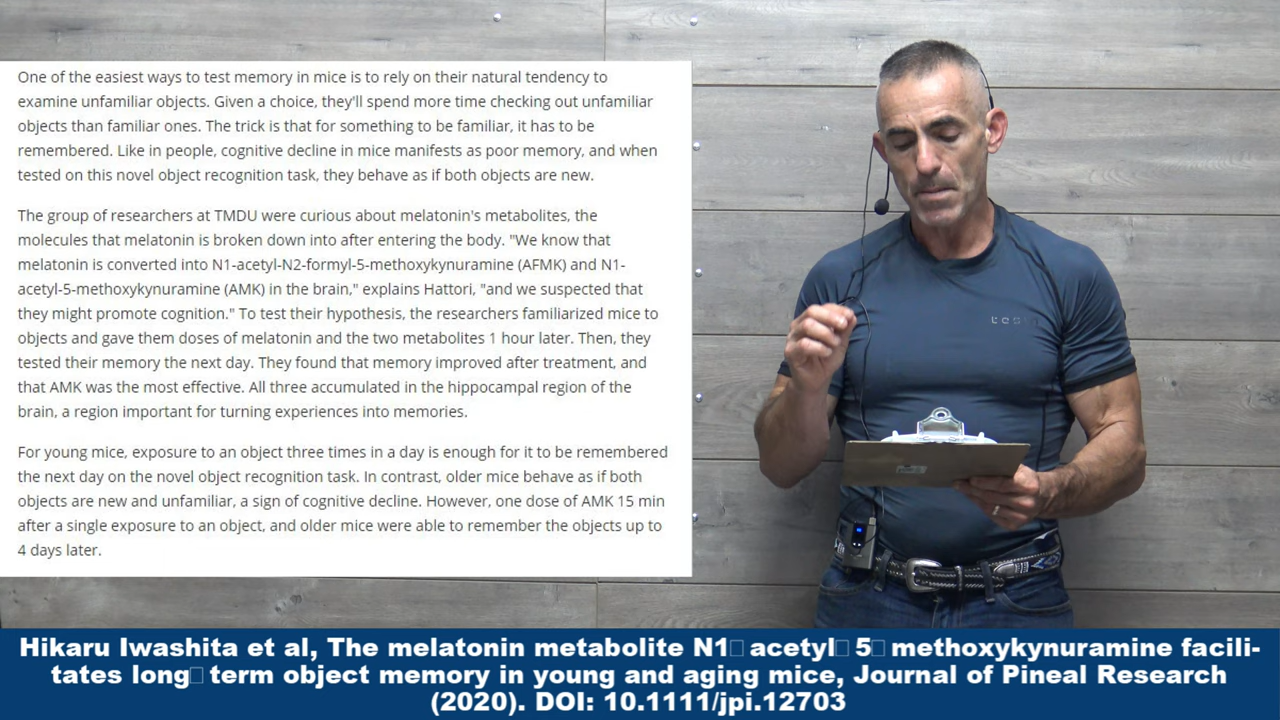 One of the easiest ways to test memory in mice is to rely on their natural tendency to
examine unfamiliar objects. Given a choice, they'll spend more time checking out unfamiliar
objects than familiar ones. The trick is that for something to be familiar, it has to be
remembered. Like in people, cognitive decline in mice manifests as poor memory, and when
tested on this novel object recognition task, they behave as if both objects are new.
The group of researchers at TMDU were curious about melatonin's metabolites, the
molecules that melatonin is broken down into after entering the body. "We know that
melatonin is converted into N1-acetyl-N2-formyl-5-methoxykynuramine (AFMK) and N1-
acetyl-5-methoxykynuramine (AMK) in the brain," explains Hattori, "and we suspected that
they might promote cognition." To test their hypothesis, the researchers familiarized mice to
objects and gave them doses of melatonin and the two metabolites 1 hour later. Then, they
tested their memory the next day. They found that memory improved after treatment, and
that AMK was the most effective. All three accumulated in the hippocampal region of the
brain, a region important for turning experiences into memories.
For young mice, exposure to an object three times in a day is enough for it to be remembered
the next day on the novel object recognition task. In contrast, older mice behave as if both
objects are new and unfamiliar, a sign of cognitive decline. However, one dose of AMK 15 min
after a single exposure to an object, and older mice were able to remember the objects up to
4 days later.
Hikaru Iwashita et al, The melatonin metabolite N1□acetyl□5□methoxykynuramine facili-
tates long□term object memory in young and aging mice, Journal of Pineal Research
(2020). DOI: 10.1111/jpi.12703